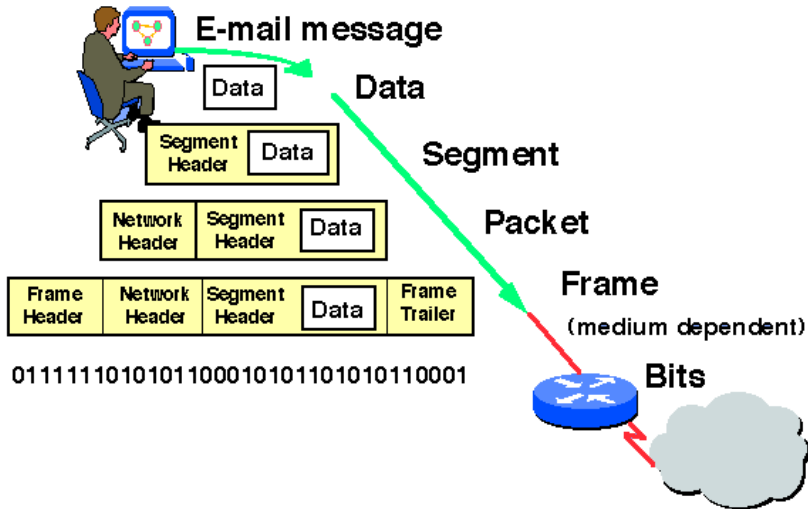 E-mail message
Data
Data
Segment
Header
Data
Segment
Network
Header
Segment
Header
Data
Packet
Frame
Header
Network
Header
Segment
Header
Data
Frame
Trailer
Frame
(medium dependent)
0111111010101100010101101010110001
Bits